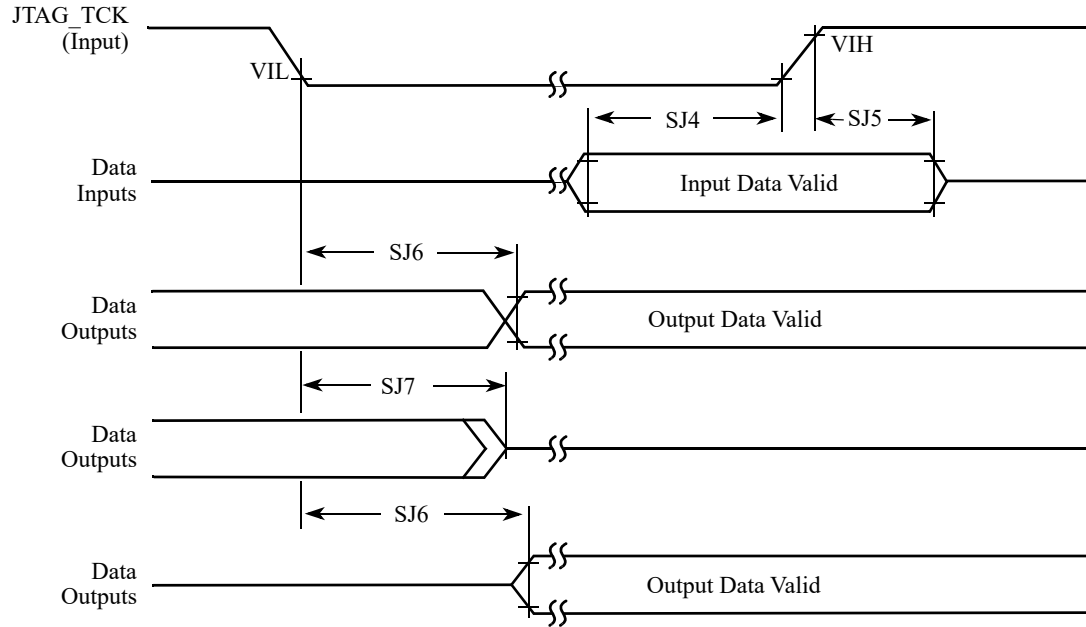 JTAG_TCK
(Input)
VIL
VIH
SJ4
SJ5
Data
Inputs
Input Data Valid
SJ6
Data
Outputs
Output Data Valid
SJ7
Data
Outputs
SJ6
Data
Outputs
Output Data Valid